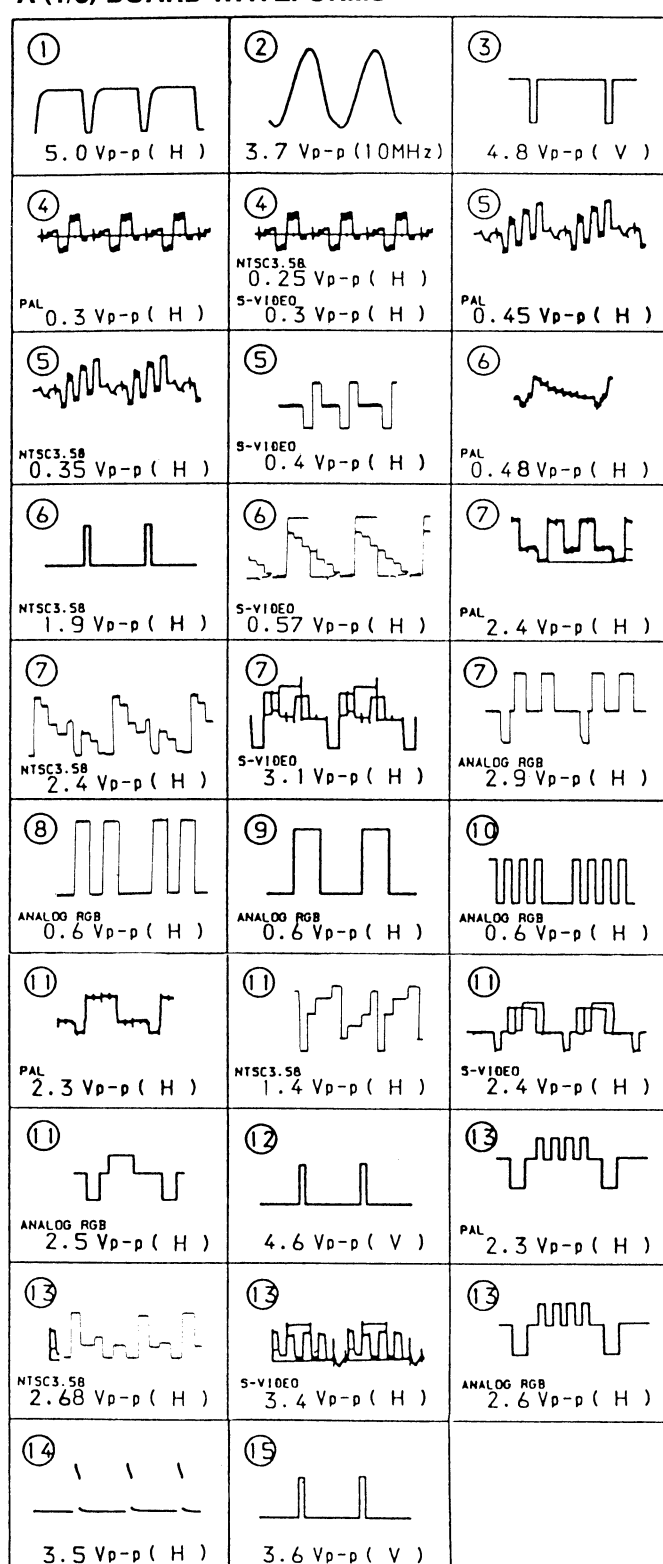 ①
5.0 Vp-p ( H )
②
3.7 Vp-p (10MHz)
③
4.8 Vp-p ( V )
④
PAL
0.3 Vp-p ( H )
④
NTSC3.58
0.25 Vp-p ( H )
S-VIDEO
0.3 Vp-p ( H )
⑤
PAL
0.45 Vp-p ( H )
⑤
NTSC3.58
0.35 Vp-p ( H )
⑤
S-VIDEO
0.4 Vp-p ( H )
⑥
PAL
0.48 Vp-p ( H )
⑥
NTSC3.58
1.9 Vp-p ( H )
⑥
S-VIDEO
0.57 Vp-p ( H )
⑦
PAL
2.4 Vp-p ( H )
⑦
NTSC3.58
2.4 Vp-p ( H )
⑦
S-VIDEO
3.1 Vp-p ( H )
⑦
ANALOG RGB
2.9 Vp-p ( H )
⑧
ANALOG RGB
0.6 Vp-p ( H )
⑨
ANALOG RGB
0.6 Vp-p ( H )
⑩
ANALOG RGB
0.6 Vp-p ( H )
⑪
PAL
2.3 Vp-p ( H )
⑪
NTSC3.58
1.4 Vp-p ( H )
⑪
S-VIDEO
2.4 Vp-p ( H )
⑪
ANALOG RGB
2.5 Vp-p ( H )
⑫
4.6 Vp-p ( V )
⑬
PAL
2.3 Vp-p ( H )
⑬
NTSC3.58
2.68 Vp-p ( H )
⑬
S-VIDEO
3.4 Vp-p ( H )
⑬
ANALOG RGB
2.6 Vp-p ( H )
⑭
3.5 Vp-p ( H )
⑮
3.6 Vp-p ( V )